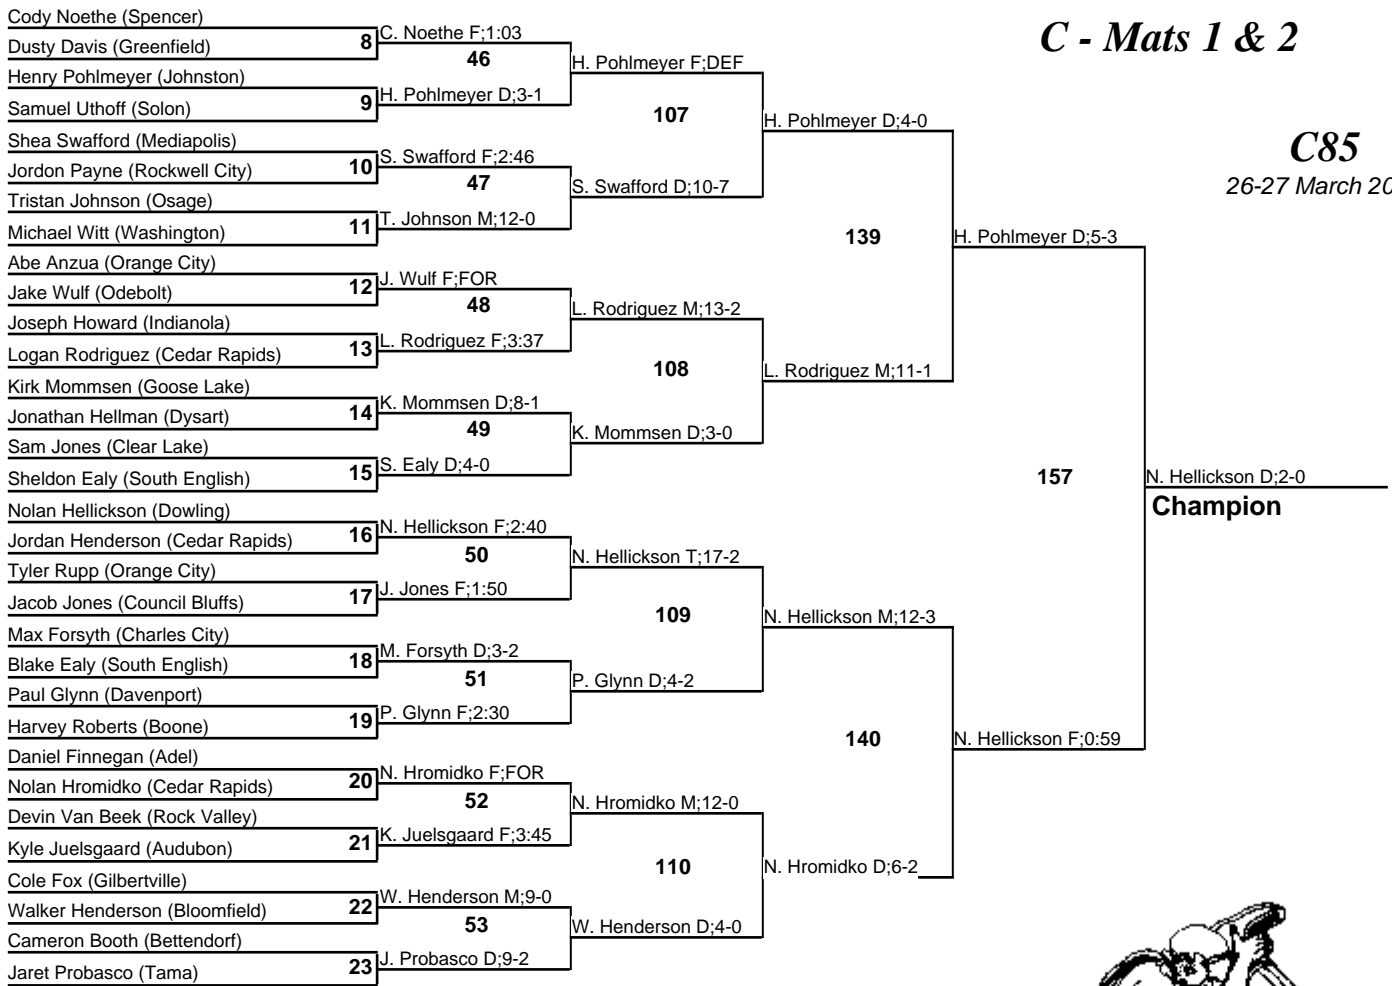 C - Mats 1 & 2
C85
26-27 March 20
Cody Noethe (Spencer)
Dusty Davis (Greenfield)
Henry Pohlmeyer (Johnston)
Samuel Uthoff (Solon)
Shea Swafford (Mediapolis)
Jordon Payne (Rockwell City)
Tristan Johnson (Osage)
Michael Witt (Washington)
Abe Anzua (Orange City)
Jake Wulf (Odebolt)
Joseph Howard (Indianola)
Logan Rodriguez (Cedar Rapids)
Kirk Mommsen (Goose Lake)
Jonathan Hellman (Dysart)
Sam Jones (Clear Lake)
Sheldon Ealy (South English)
Nolan Hellickson (Dowling)
Jordan Henderson (Cedar Rapids)
Tyler Rupp (Orange City)
Jacob Jones (Council Bluffs)
Max Forsyth (Charles City)
Blake Ealy (South English)
Paul Glynn (Davenport)
Harvey Roberts (Boone)
Daniel Finnegan (Adel)
Nolan Hromidko (Cedar Rapids)
Devin Van Beek (Rock Valley)
Kyle Juelsgaard (Audubon)
Cole Fox (Gilbertville)
Walker Henderson (Bloomfield)
Cameron Booth (Bettendorf)
Jaret Probasco (Tama)
8
9
10
11
12
13
14
15
16
17
18
19
20
21
22
23
C. Noethe F;1:03
46
H. Pohlmeyer D;3-1
S. Swafford F;2:46
47
T. Johnson M;12-0
J. Wulf F;FOR
48
L. Rodriguez F;3:37
K. Mommsen D;8-1
49
S. Ealy D;4-0
N. Hellickson F;2:40
50
J. Jones F;1:50
M. Forsyth D;3-2
51
P. Glynn F;2:30
N. Hromidko F;FOR
52
K. Juelsgaard F;3:45
W. Henderson M;9-0
53
J. Probasco D;9-2
H. Pohlmeyer F;DEF
107
S. Swafford D;10-7
L. Rodriguez M;13-2
108
K. Mommsen D;3-0
N. Hellickson T;17-2
109
P. Glynn D;4-2
N. Hromidko M;12-0
110
W. Henderson D;4-0
H. Pohlmeyer D;4-0
139
L. Rodriguez M;11-1
N. Hellickson M;12-3
140
N. Hromidko D;6-2
H. Pohlmeyer D;5-3
157
N. Hellickson F;0:59
N. Hellickson D;2-0
Champion